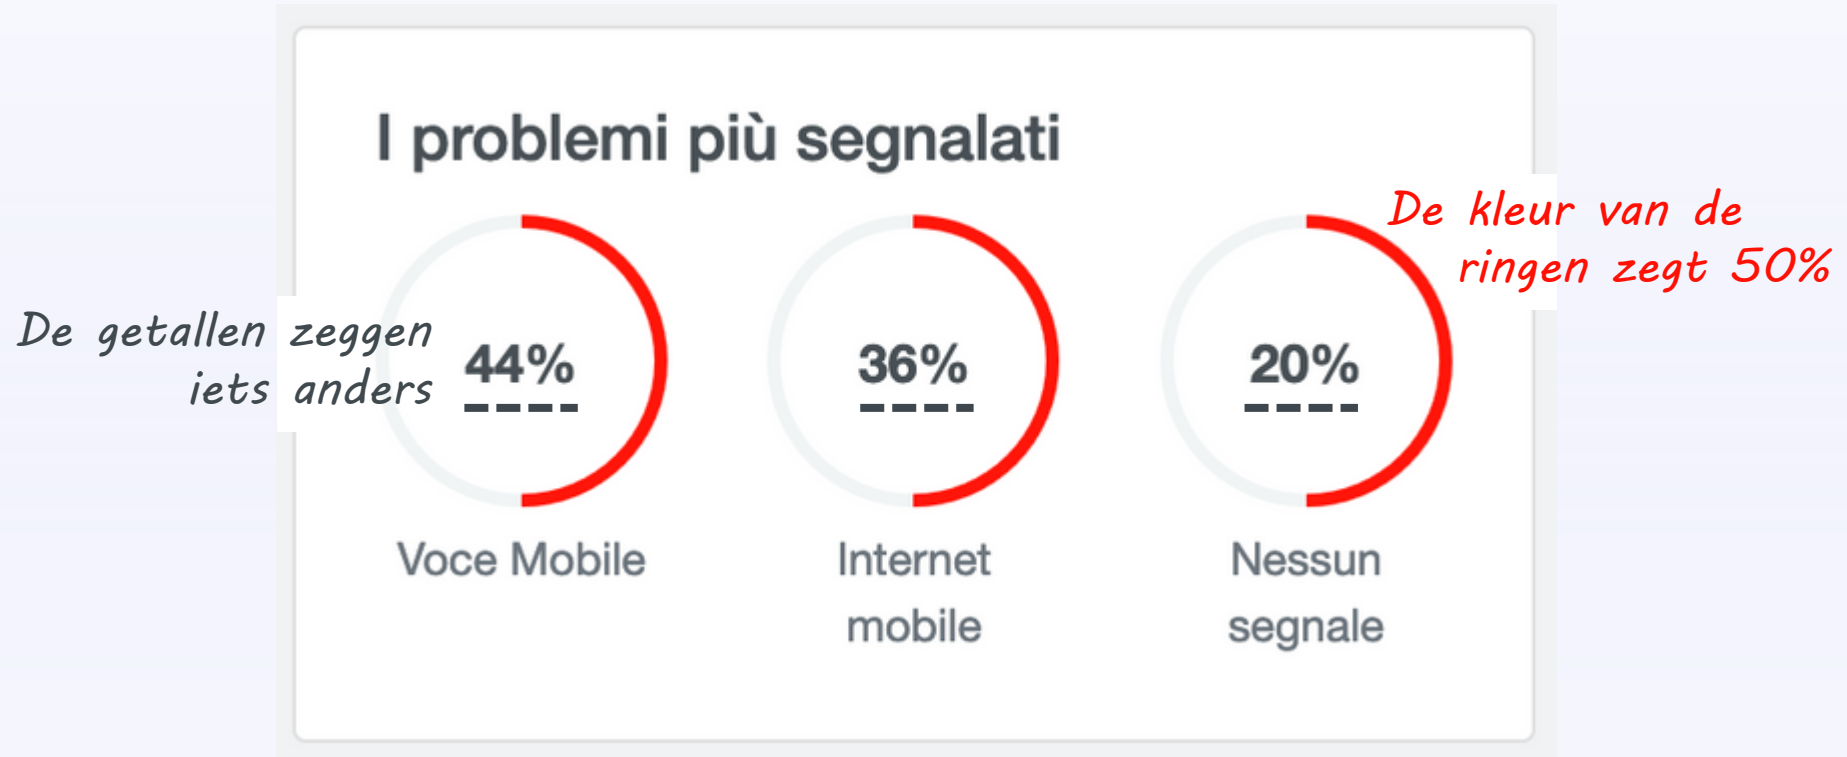 I problemi più segnalati
De kleur van de
ringen zegt 50%
De getallen zeggen
iets anders
44%
36%
20%
Voce Mobile
Internet
mobile
Nessun
segnale